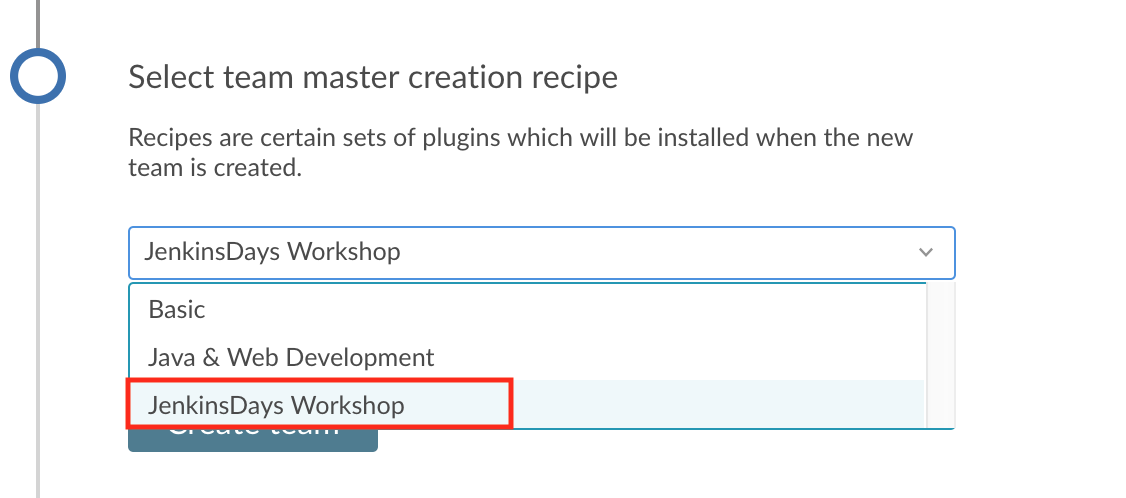 Select team master creation recipe
Recipes are certain sets of plugins which will be installed when the new
team is created.
JenkinsDays Workshop
Basic
Java & Web Development
JenkinsDays Workshop
Create team